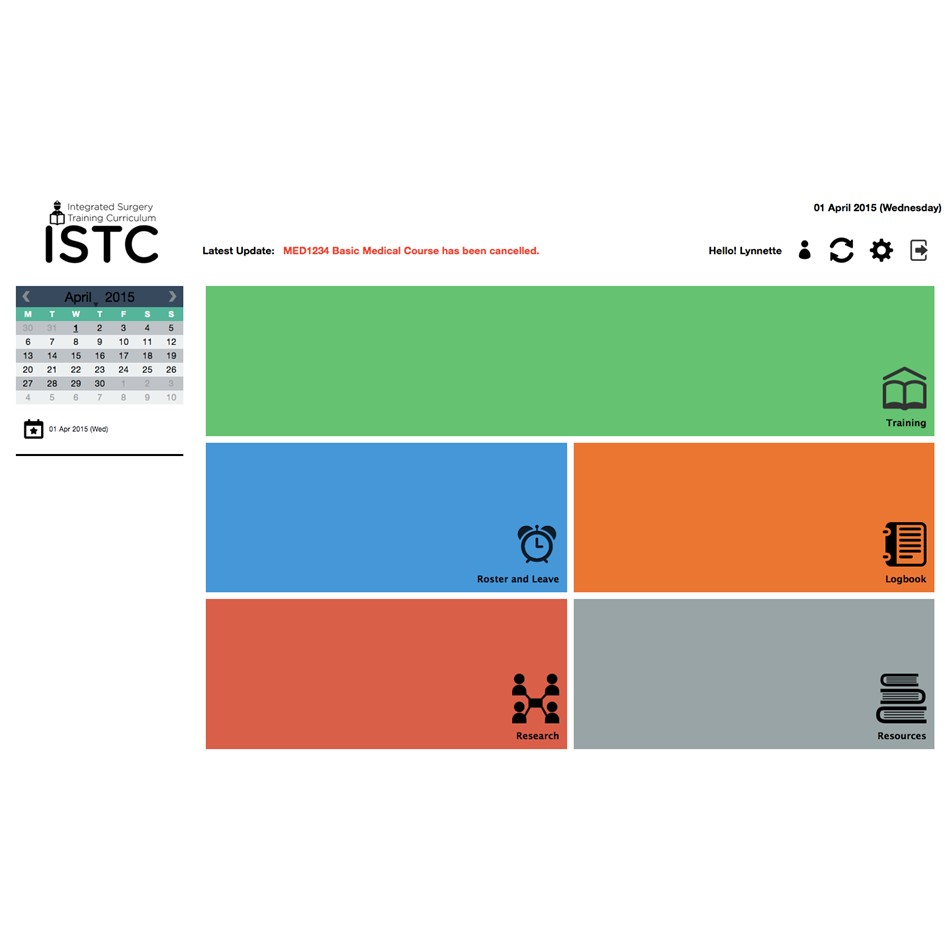 Integrated Surgery
Training Curriculum
ISTC
01 April 2015 (Wednesday)
Latest Update: MED1234 Basic Medical Course has been cancelled.
Hello! Lynnette
April 2015
M T W T F S S
30 31 1 2 3 4 5
6 7 8 9 10 11 12
13 14 15 16 17 18 19
20 21 22 23 24 25 26
27 28 29 30 1 2 3
4 5 6 7 8 9 10
01 Apr 2015 (Wed)
Training
Roster and Leave
Logbook
Research
Resources